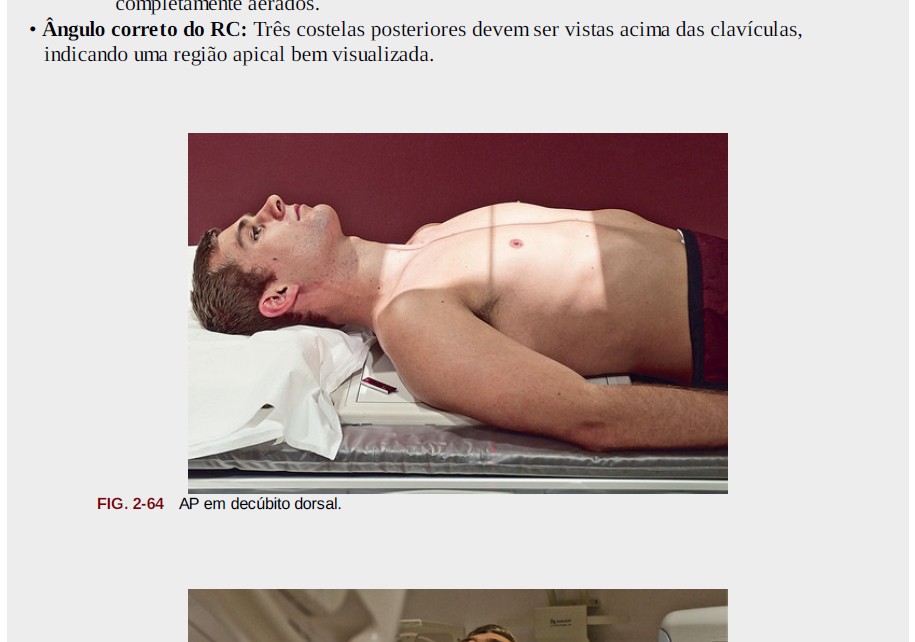 completamente aerados.
• Ângulo correto do RC: Três costelas posteriores devem ser vistas acima das clavículas,
indicando uma região apical bem visualizada.
FIG. 2-64 AP em decúbito dorsal.